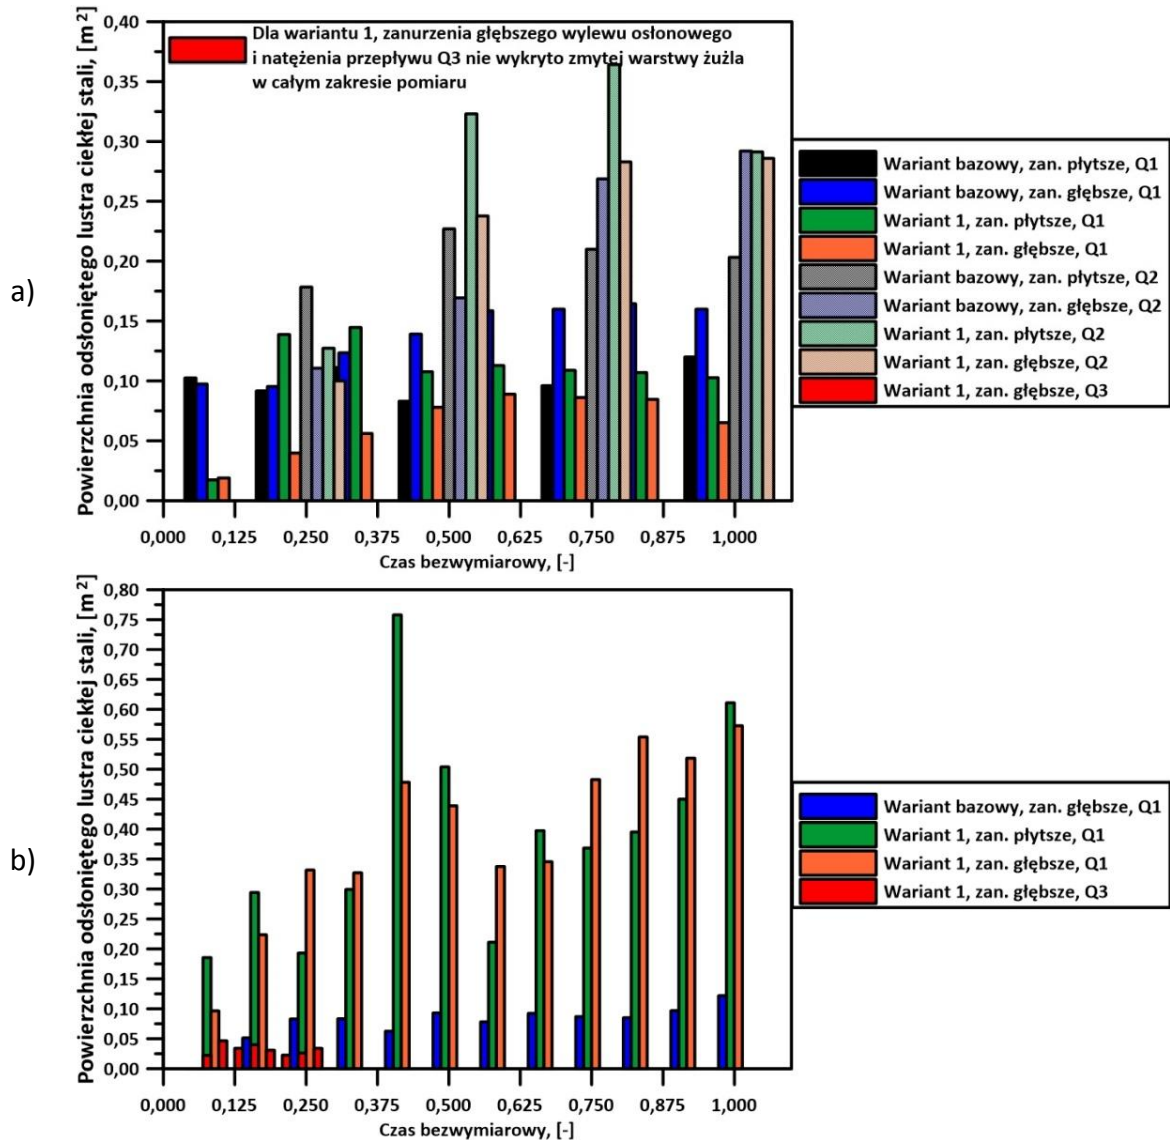 a)
Powierzchnia odsłoniętego lustra ciekłej stali, [m²]
0,40
0,35
0,30
0,25
0,20
0,15
0,10
0,05
0,00
Dla wariantu 1, zanurzenia głębszego wylewu osłonowego
i natężenia przepływu Q3 nie wykryto zmytej warstwy żużla
w całym zakresie pomiaru
0,000 0,125 0,250 0,375 0,500 0,625 0,750 0,875 1,000
Czas bezwymiarowy, [-]
Wariant bazowy, zan. płytsze, Q1
Wariant bazowy, zan. głębsze, Q1
Wariant 1, zan. płytsze, Q1
Wariant 1, zan. głębsze, Q1
Wariant bazowy, zan. płytsze, Q2
Wariant bazowy, zan. głębsze, Q2
Wariant 1, zan. płytsze, Q2
Wariant 1, zan. głębsze, Q2
Wariant 1, zan. głębsze, Q3
b)
Powierzchnia odsłoniętego lustra ciekłej stali, [m²]
0,80
0,75
0,70
0,65
0,60
0,55
0,50
0,45
0,40
0,35
0,30
0,25
0,20
0,15
0,10
0,05
0,00
0,000 0,125 0,250 0,375 0,500 0,625 0,750 0,875 1,000
Czas bezwymiarowy, [-]
Wariant bazowy, zan. głębsze, Q1
Wariant 1, zan. płytsze, Q1
Wariant 1, zan. głębsze, Q1
Wariant 1, zan. głębsze, Q3